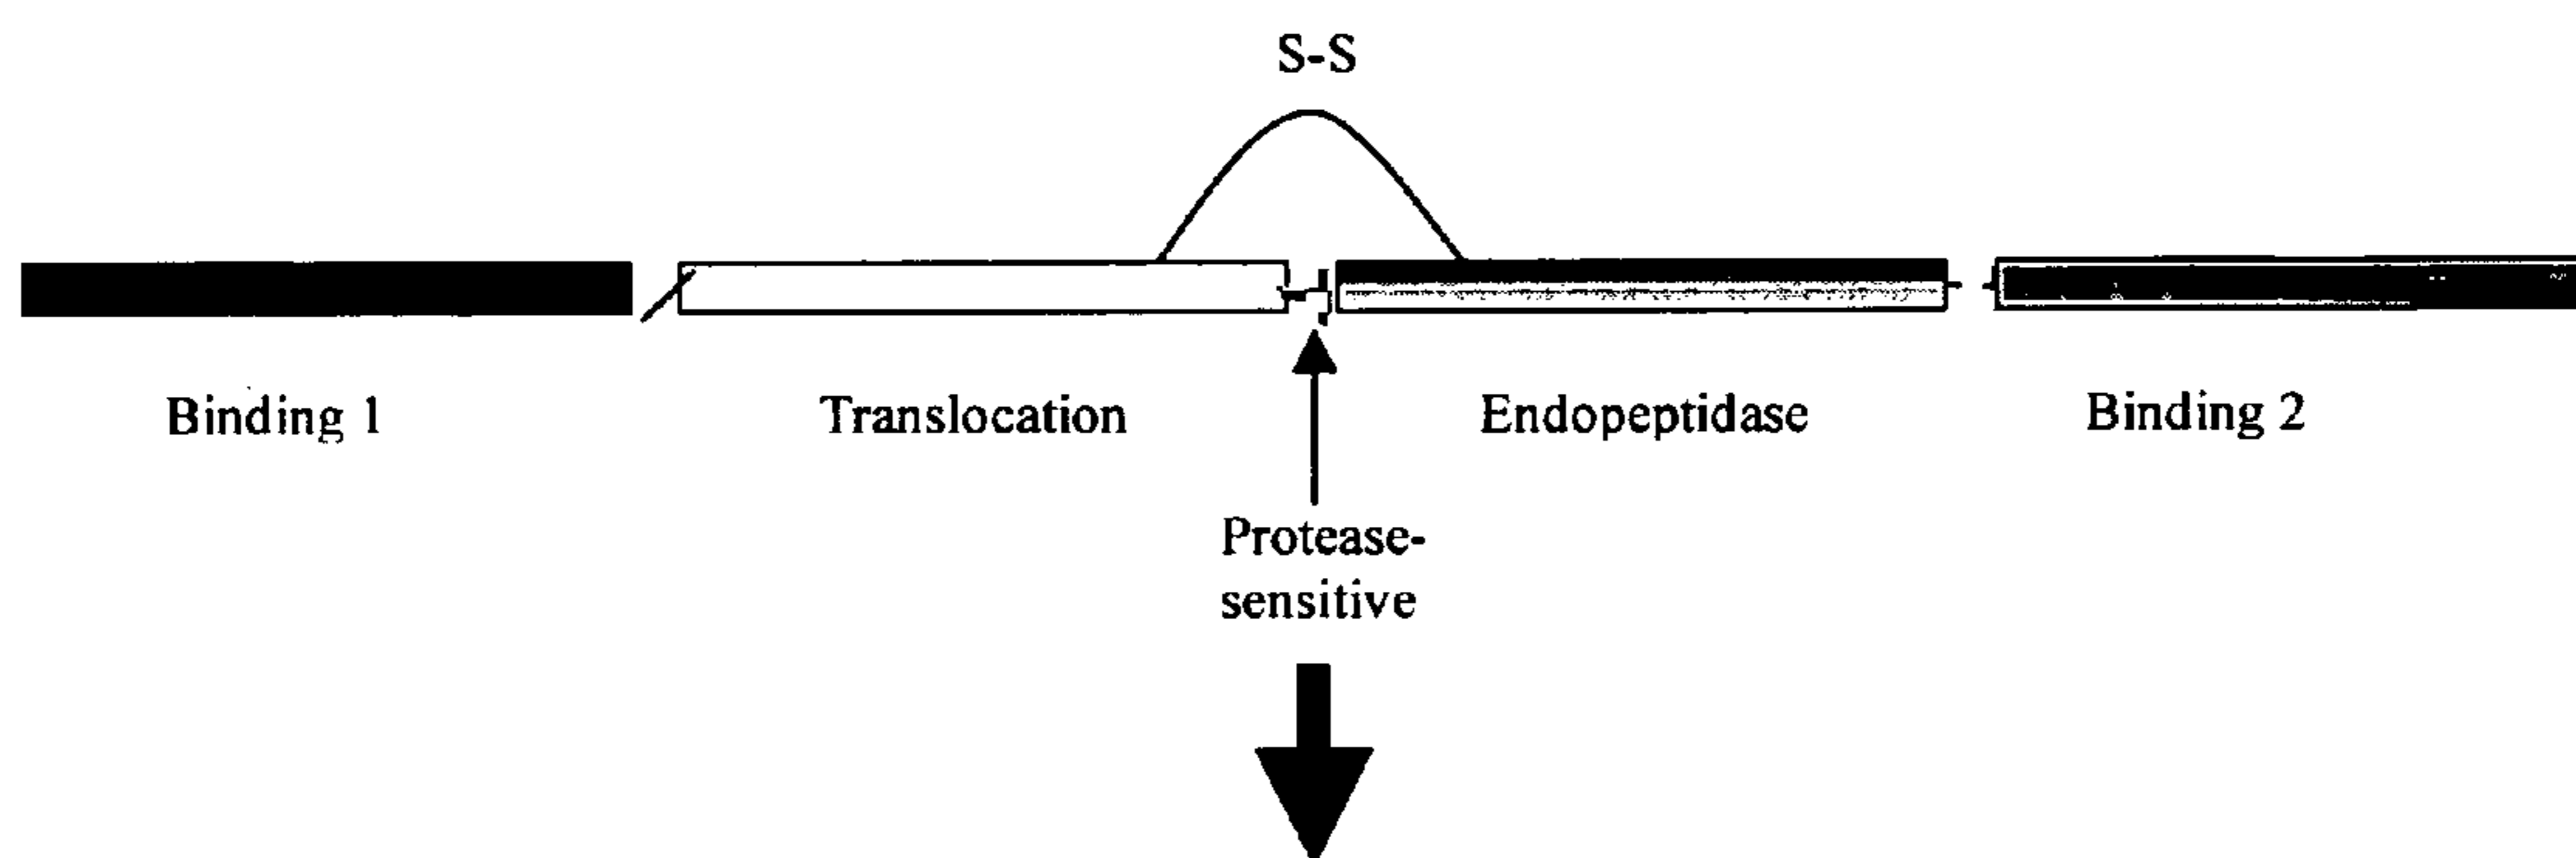 S-S
Binding 1
Translocation
Endopeptidase
Binding 2
Protease-
sensitive